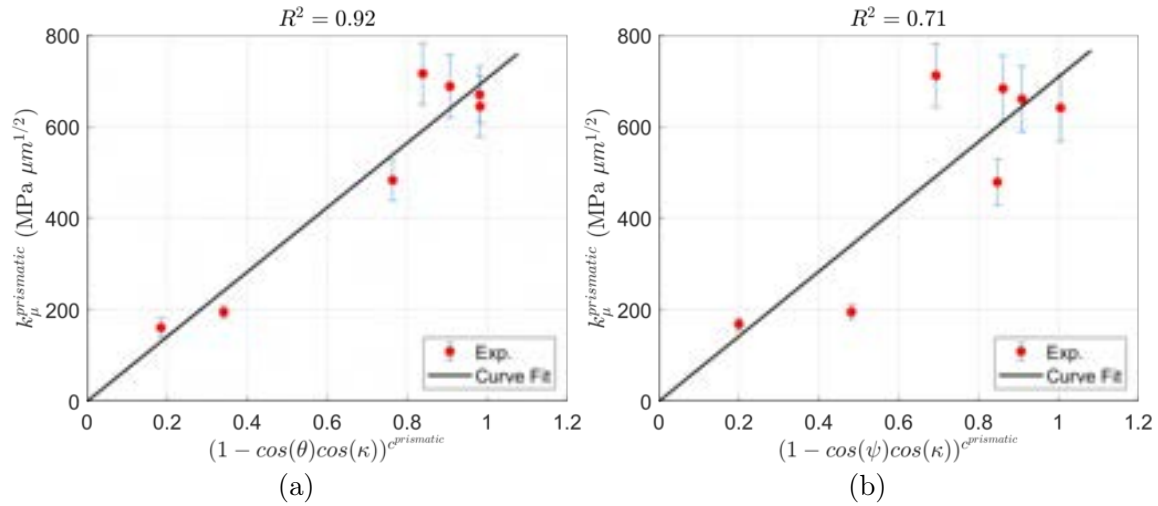 R² = 0.92
800
600
400
200
0
0 0.2 0.4 0.6 0.8 1 1.2
k_μ^{prismatic} (MPa μm^{1/2})
(1 − cos(θ)cos(κ))^{c^{prismatic}}
Exp.
Curve Fit
(a)
R² = 0.71
800
600
400
200
0
0 0.2 0.4 0.6 0.8 1 1.2
k_μ^{prismatic} (MPa μm^{1/2})
(1 − cos(ψ)cos(κ))^{c^{prismatic}}
Exp.
Curve Fit
(b)